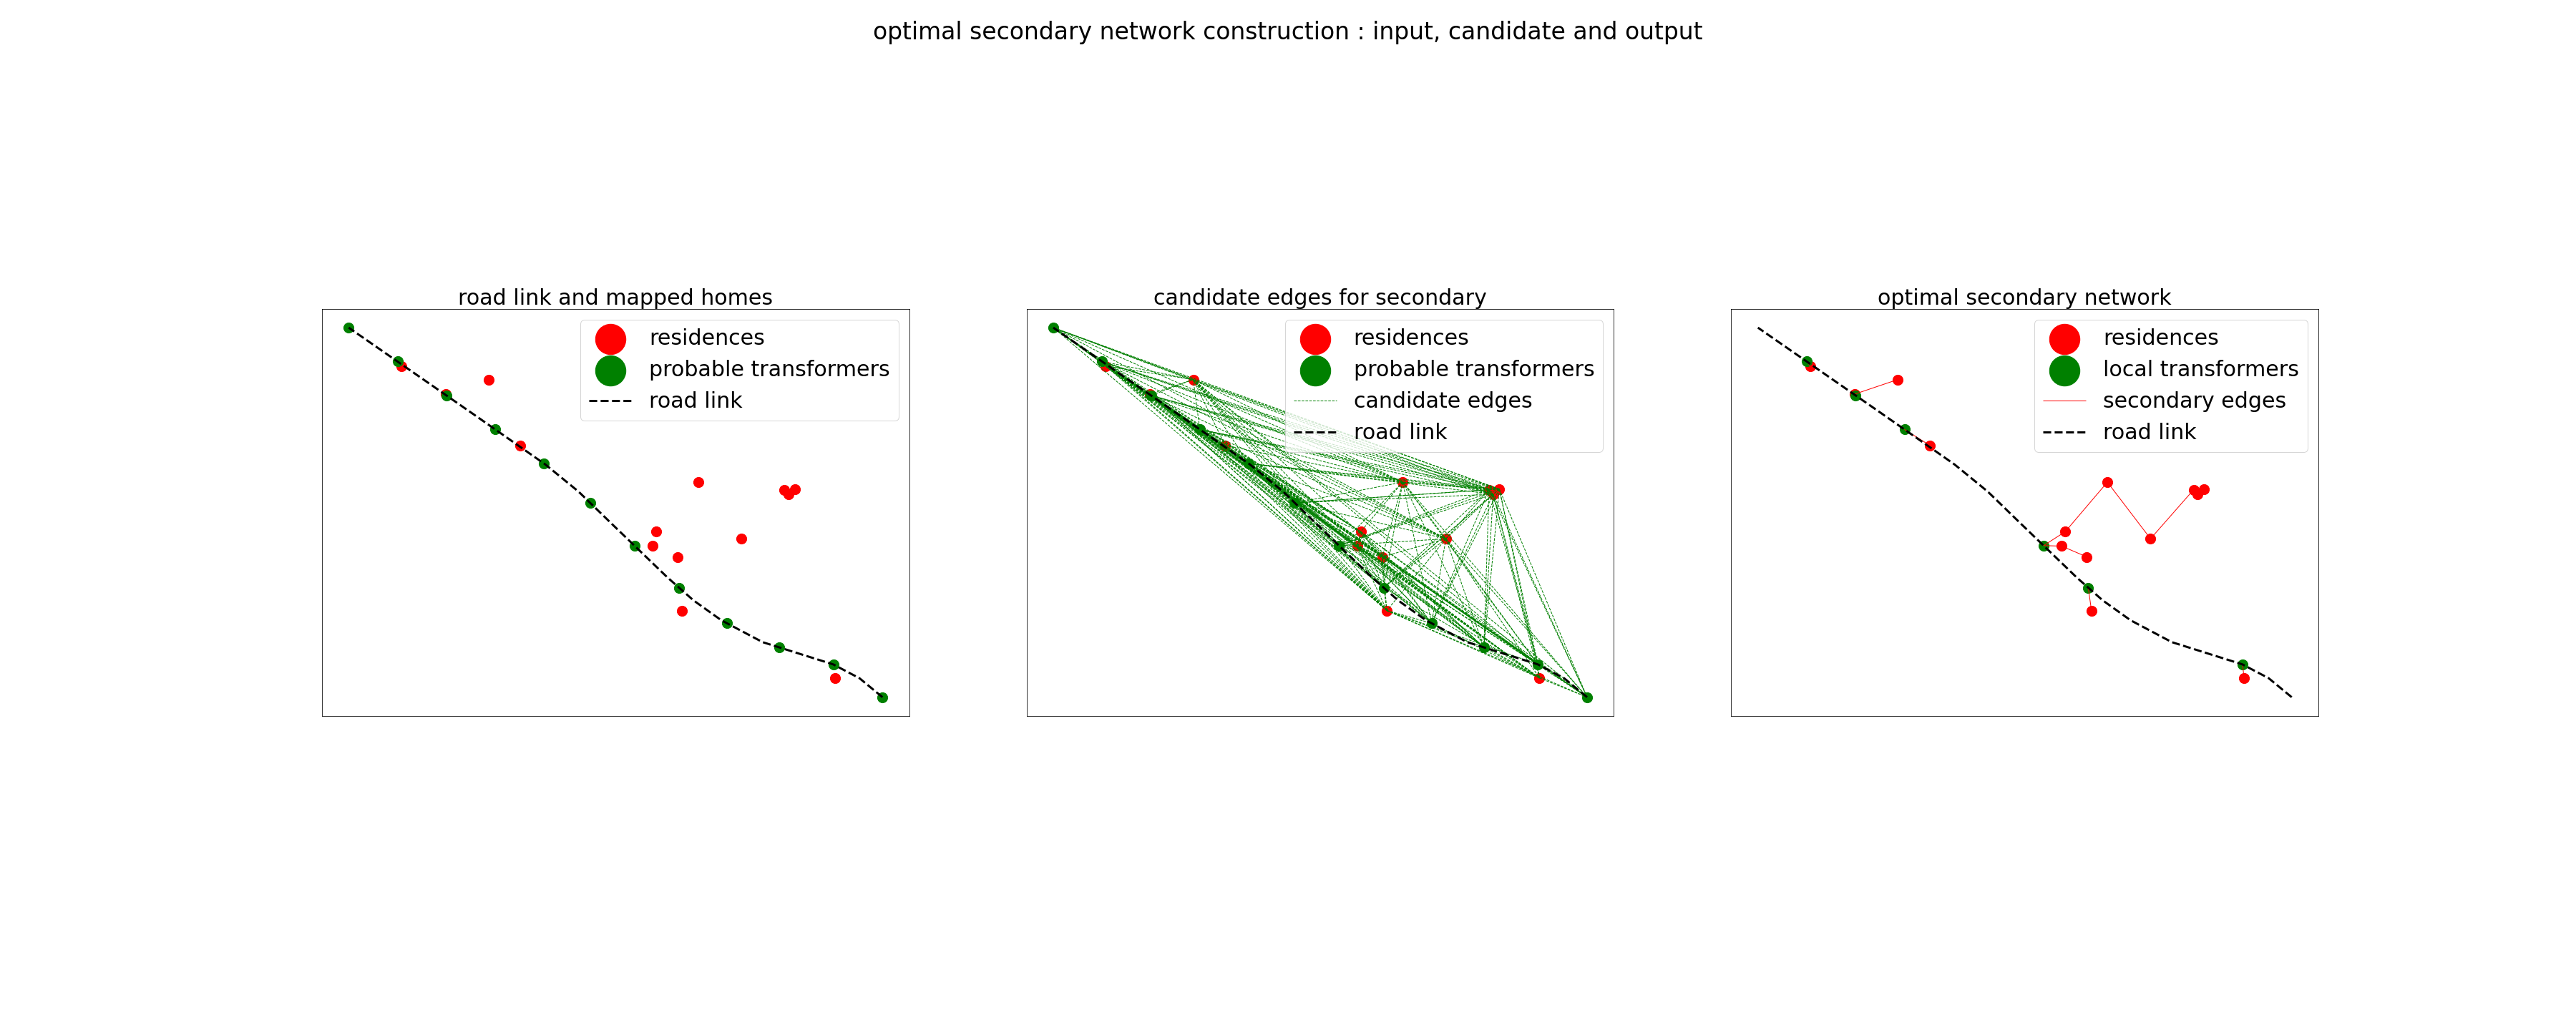 optimal secondary network construction : input, candidate and output
road link and mapped homes
residences
probable transformers
road link
candidate edges for secondary
residences
probable transformers
candidate edges
road link
optimal secondary network
residences
local transformers
secondary edges
road link